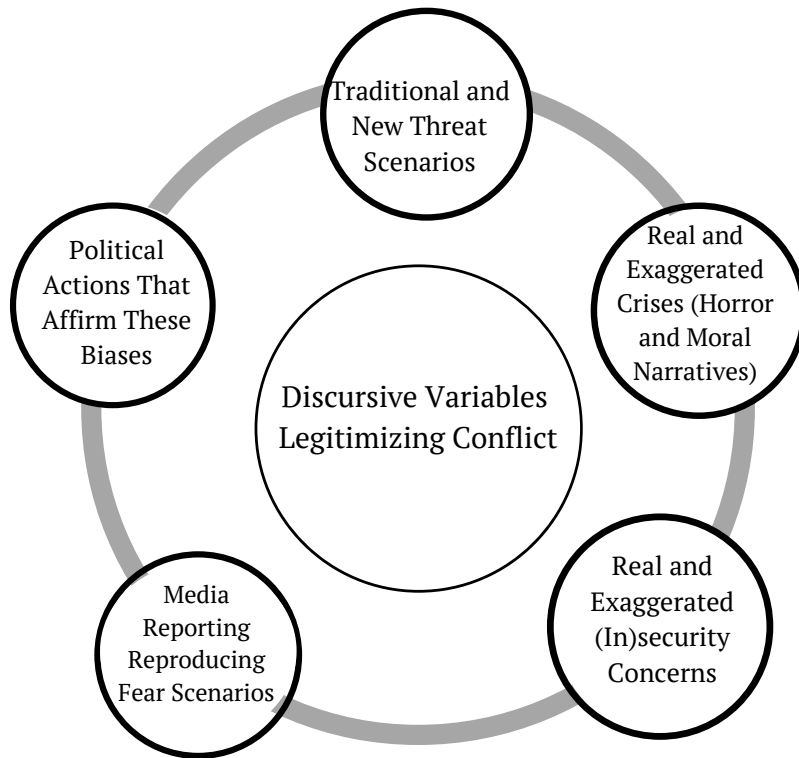 Traditional and
New Threat
Scenarios
Real and
Exaggerated
Crises (Horror
and Moral
Narratives)
Real and
Exaggerated
(In)security
Concerns
Media
Reporting
Reproducing
Fear Scenarios
Political
Actions That
Affirm These
Biases
Discursive Variables
Legitimizing Conflict